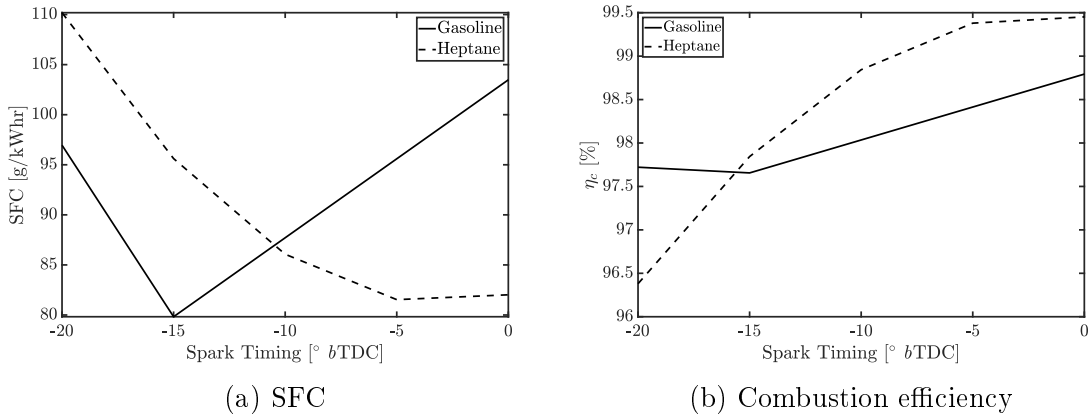 110
105
100
95
90
85
80
SFC [g/kWhr]
-20 -15 -10 -5 0
Spark Timing [° bTDC]
Gasoline
Heptane
(a) SFC
99.5
99
98.5
98
97.5
97
96.5
96
ηc [%]
-20 -15 -10 -5 0
Spark Timing [° bTDC]
Gasoline
Heptane
(b) Combustion efficiency